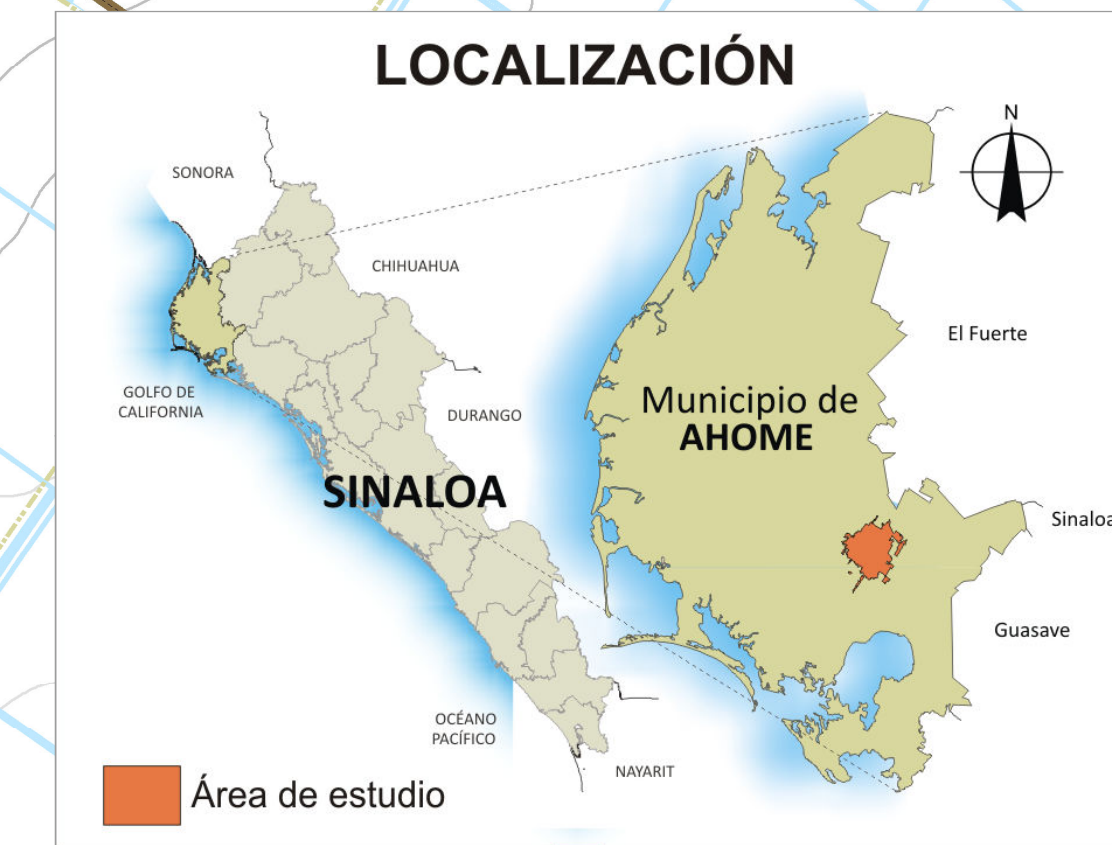 LOCALIZACIÓN
N
SONORA
CHIHUAHUA
El Fuerte
GOLFO DE
CALIFORNIA
DURANGO
Municipio de
AHOME
SINALOA
Sinaloa
Guasave
OCÉANO
PACÍFICO
NAYARIT
Área de estudio